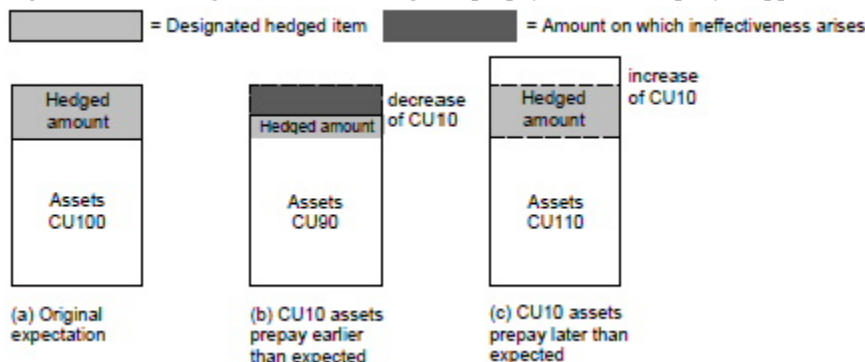 = Designated hedged item
= Amount on which ineffectiveness arises
Hedged
amount
Assets
CU100
(a) Original
expectation
decrease
of CU10
Hedged amount
Assets
CU90
(b) CU10 assets
prepay earlier
than expected
increase
of CU10
Hedged
amount
Assets
CU110
(c) CU10 assets
prepay later than
expected